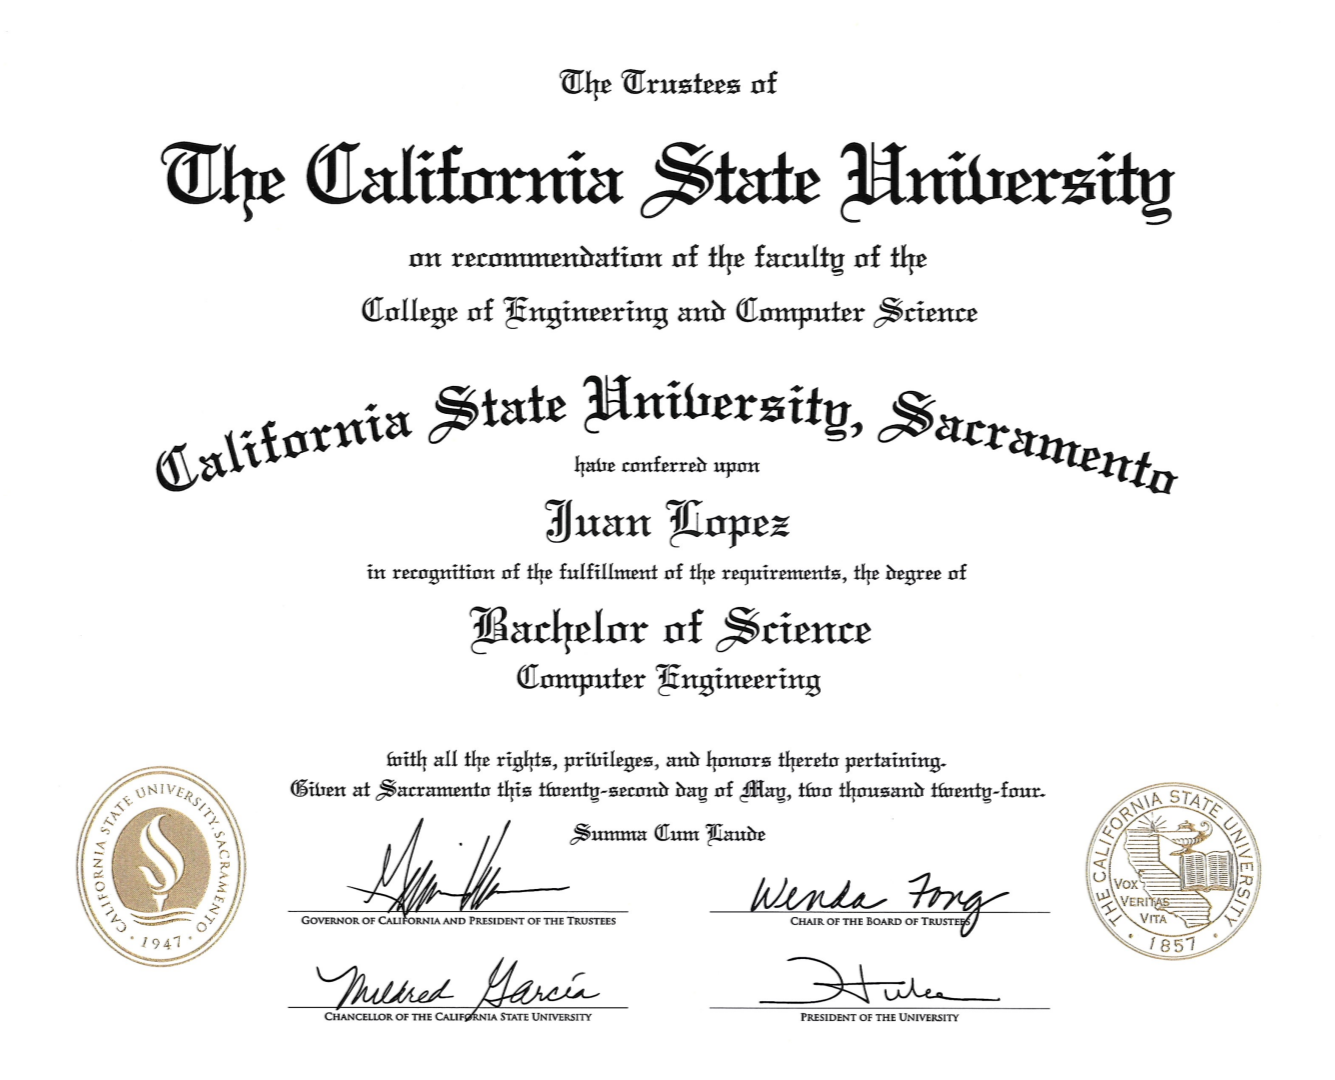 The Trustees of
The California State University
on recommendation of the faculty of the
College of Engineering and Computer Science
California State University, Sacramento
have conferred upon
Juan Lopez
in recognition of the fulfillment of the requirements, the degree of
Bachelor of Science
Computer Engineering
with all the rights, privileges, and honors thereto pertaining.
Given at Sacramento this twenty-second day of May, two thousand twenty-four.
Summa Cum Laude
CALIFORNIA STATE UNIVERSITY, SACRAMENTO
· 1947 ·
THE CALIFORNIA STATE UNIVERSITY
VOX
VERITAS
VITA
· 1857 ·
GOVERNOR OF CALIFORNIA AND PRESIDENT OF THE TRUSTEES
Wenda Fong
CHAIR OF THE BOARD OF TRUSTEES
Mildred García
CHANCELLOR OF THE CALIFORNIA STATE UNIVERSITY
PRESIDENT OF THE UNIVERSITY